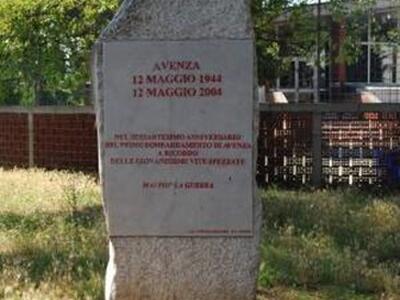 AVENZA
12 MAGGIO 1944
12 MAGGIO 2004
NEL SESSANTESIMO ANNIVERSARIO
DEL PRIMO BOMBARDAMENTO DI AVENZA
A RICORDO
DELLE GIOVANISSIME VITE SPEZZATE
MAI PIU' LA GUERRA